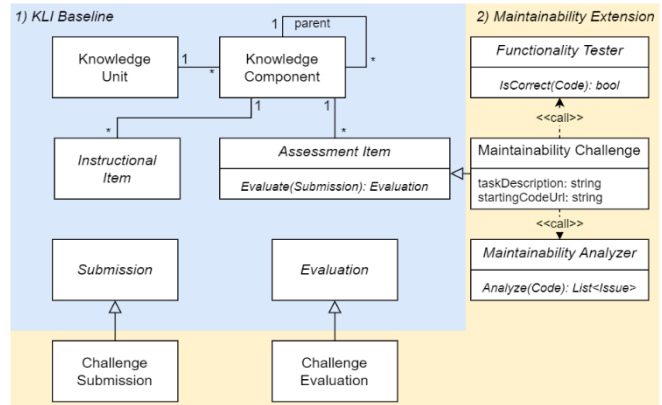 1) KLI Baseline
2) Maintainability Extension
1
parent
*
Knowledge
Unit
1
*
Knowledge
Component
Functionality Tester
IsCorrect(Code): bool
<<call>>
1
1
*
*
Instructional
Item
Assessment Item
Evaluate(Submission): Evaluation
Maintainability Challenge
taskDescription: string
startingCodeUrl: string
<<call>>
Submission
Evaluation
Maintainability Analyzer
Analyze(Code): List<Issue>
Challenge
Submission
Challenge
Evaluation